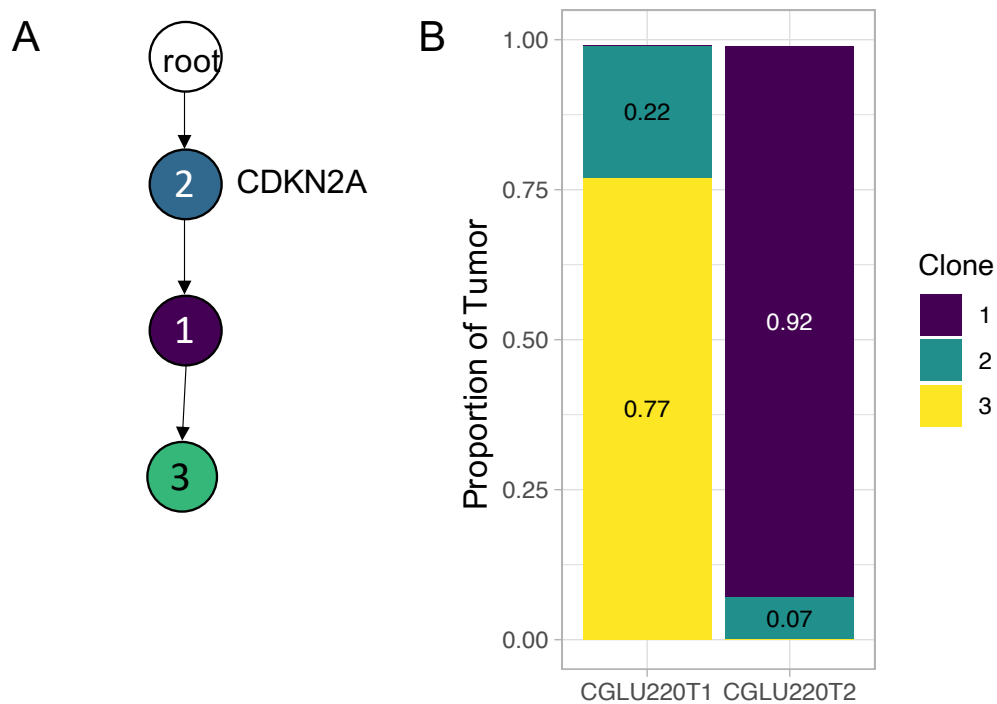 A
root
2 CDKN2A
1
3
B
Proportion of Tumor
1.00
0.75
0.50
0.25
0.00
0.22
0.77
0.92
0.07
CGLU220T1 CGLU220T2
Clone
1
2
3